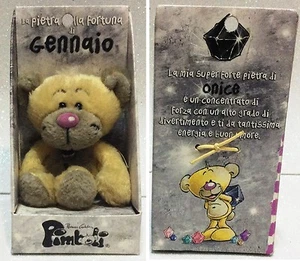 La pietra della fortuna
di
Gennaio
Pimboli
La mia super forte pietra di
ONICE
è un concentrato di
forza con un alto grado di
divertimento e ti dà tantissima
energia e buon umore.